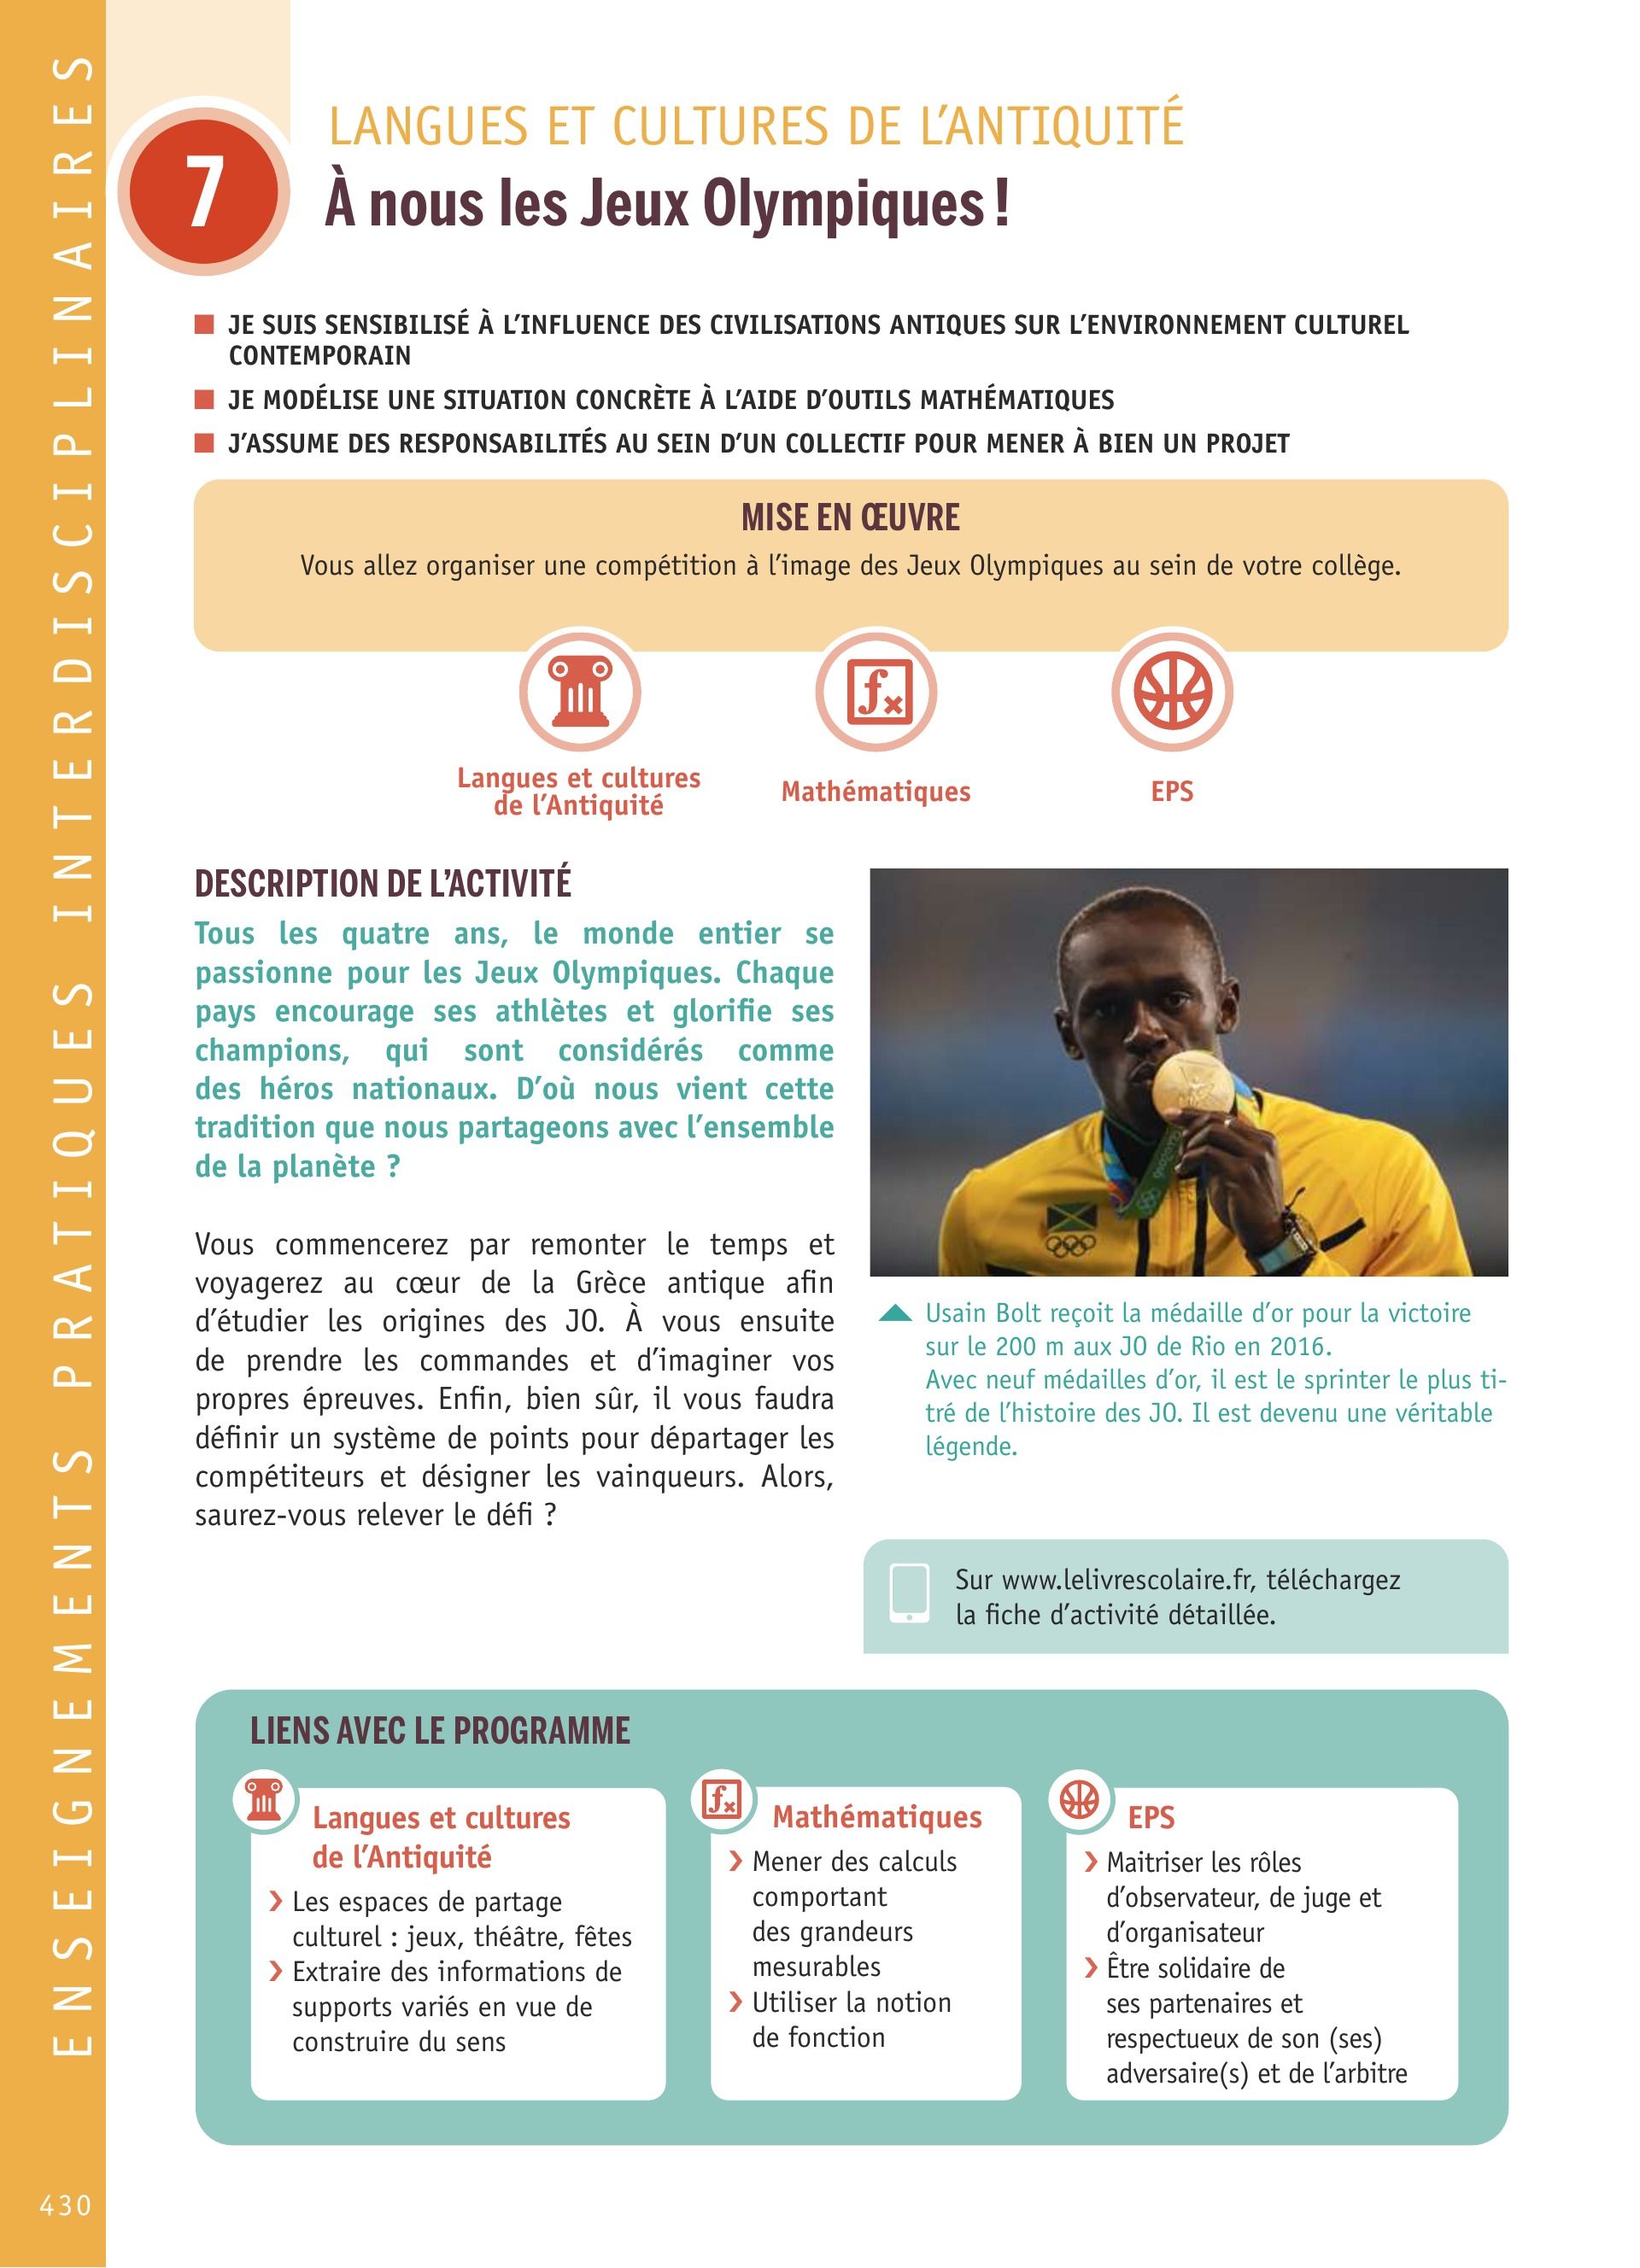 ENSEIGNEMENTS PRATIQUES INTERDISCIPLINAIRES
7
LANGUES ET CULTURES DE L’ANTIQUITÉ
À nous les Jeux Olympiques !
JE SUIS SENSIBILISÉ À L’INFLUENCE DES CIVILISATIONS ANTIQUES SUR L’ENVIRONNEMENT CULTUREL
CONTEMPORAIN
JE MODÉLISE UNE SITUATION CONCRÈTE À L’AIDE D’OUTILS MATHÉMATIQUES
J’ASSUME DES RESPONSABILITÉS AU SEIN D’UN COLLECTIF POUR MENER À BIEN UN PROJET
MISE EN ŒUVRE
Vous allez organiser une compétition à l’image des Jeux Olympiques au sein de votre collège.
Langues et cultures
de l’Antiquité
Mathématiques
EPS
DESCRIPTION DE L’ACTIVITÉ
Tous les quatre ans, le monde entier se
passionne pour les Jeux Olympiques. Chaque
pays encourage ses athlètes et glorifie ses
champions, qui sont considérés comme
des héros nationaux. D’où nous vient cette
tradition que nous partageons avec l’ensemble
de la planète ?
Vous commencerez par remonter le temps et
voyagerez au cœur de la Grèce antique afin
d’étudier les origines des JO. À vous ensuite
de prendre les commandes et d’imaginer vos
propres épreuves. Enfin, bien sûr, il vous faudra
définir un système de points pour départager les
compétiteurs et désigner les vainqueurs. Alors,
saurez-vous relever le défi ?
Usain Bolt reçoit la médaille d’or pour la victoire
sur le 200 m aux JO de Rio en 2016.
Avec neuf médailles d’or, il est le sprinter le plus ti-
tré de l’histoire des JO. Il est devenu une véritable
légende.
Sur www.lelivrescolaire.fr, téléchargez
la fiche d’activité détaillée.
LIENS AVEC LE PROGRAMME
Langues et cultures
de l’Antiquité
Les espaces de partage
culturel : jeux, théâtre, fêtes
Extraire des informations de
supports variés en vue de
construire du sens
Mathématiques
Mener des calculs
comportant
des grandeurs
mesurables
Utiliser la notion
de fonction
EPS
Maitriser les rôles
d’observateur, de juge et
d’organisateur
Être solidaire de
ses partenaires et
respectueux de son (ses)
adversaire(s) et de l’arbitre
430